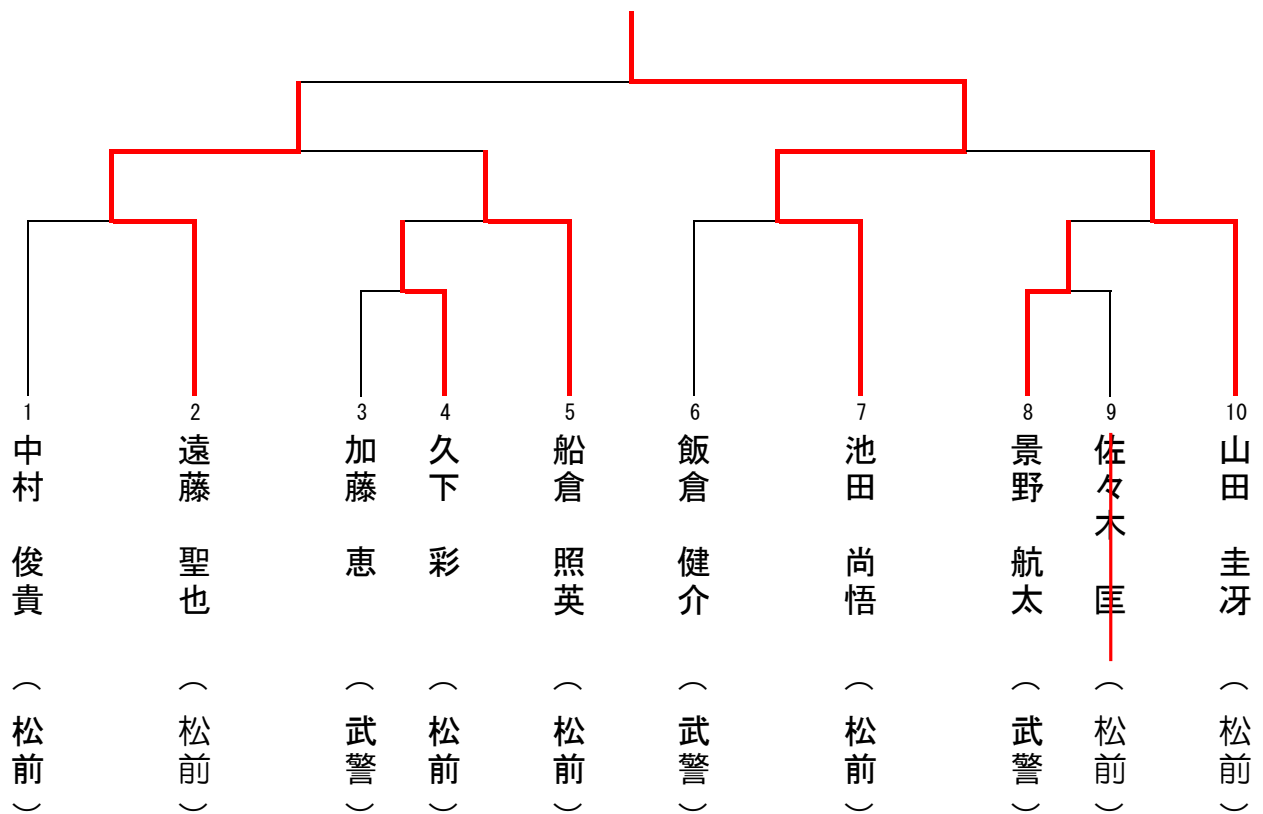 1
中村 俊貴 （松前）
2
遠藤 聖也 （松前）
3
加藤 恵 （武警）
4
久下 彩 （松前）
5
船倉 照英 （松前）
6
飯倉 健介 （武警）
7
池田 尚悟 （松前）
8
景野 航太 （武警）
9
佐々木 匡 （松前）
10
山田 圭冴 （松前）